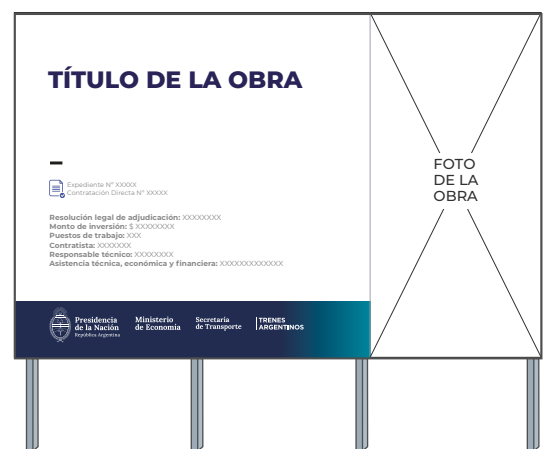 TÍTULO DE LA OBRA
Expediente Nº XXXXX
Contratación Directa Nº XXXXX
Resolución legal de adjudicación: XXXXXXXX
Monto de inversión: $ XXXXXXXX
Puestos de trabajo: XXX
Contratista: XXXXXXX
Responsable técnico: XXXXXXXX
Asistencia técnica, económica y financiera: XXXXXXXXXXXXX
Presidencia
de la Nación
República Argentina
Ministerio
de Economía
Secretaría
de Transporte
TRENES
ARGENTINOS
FOTO
DE LA
OBRA